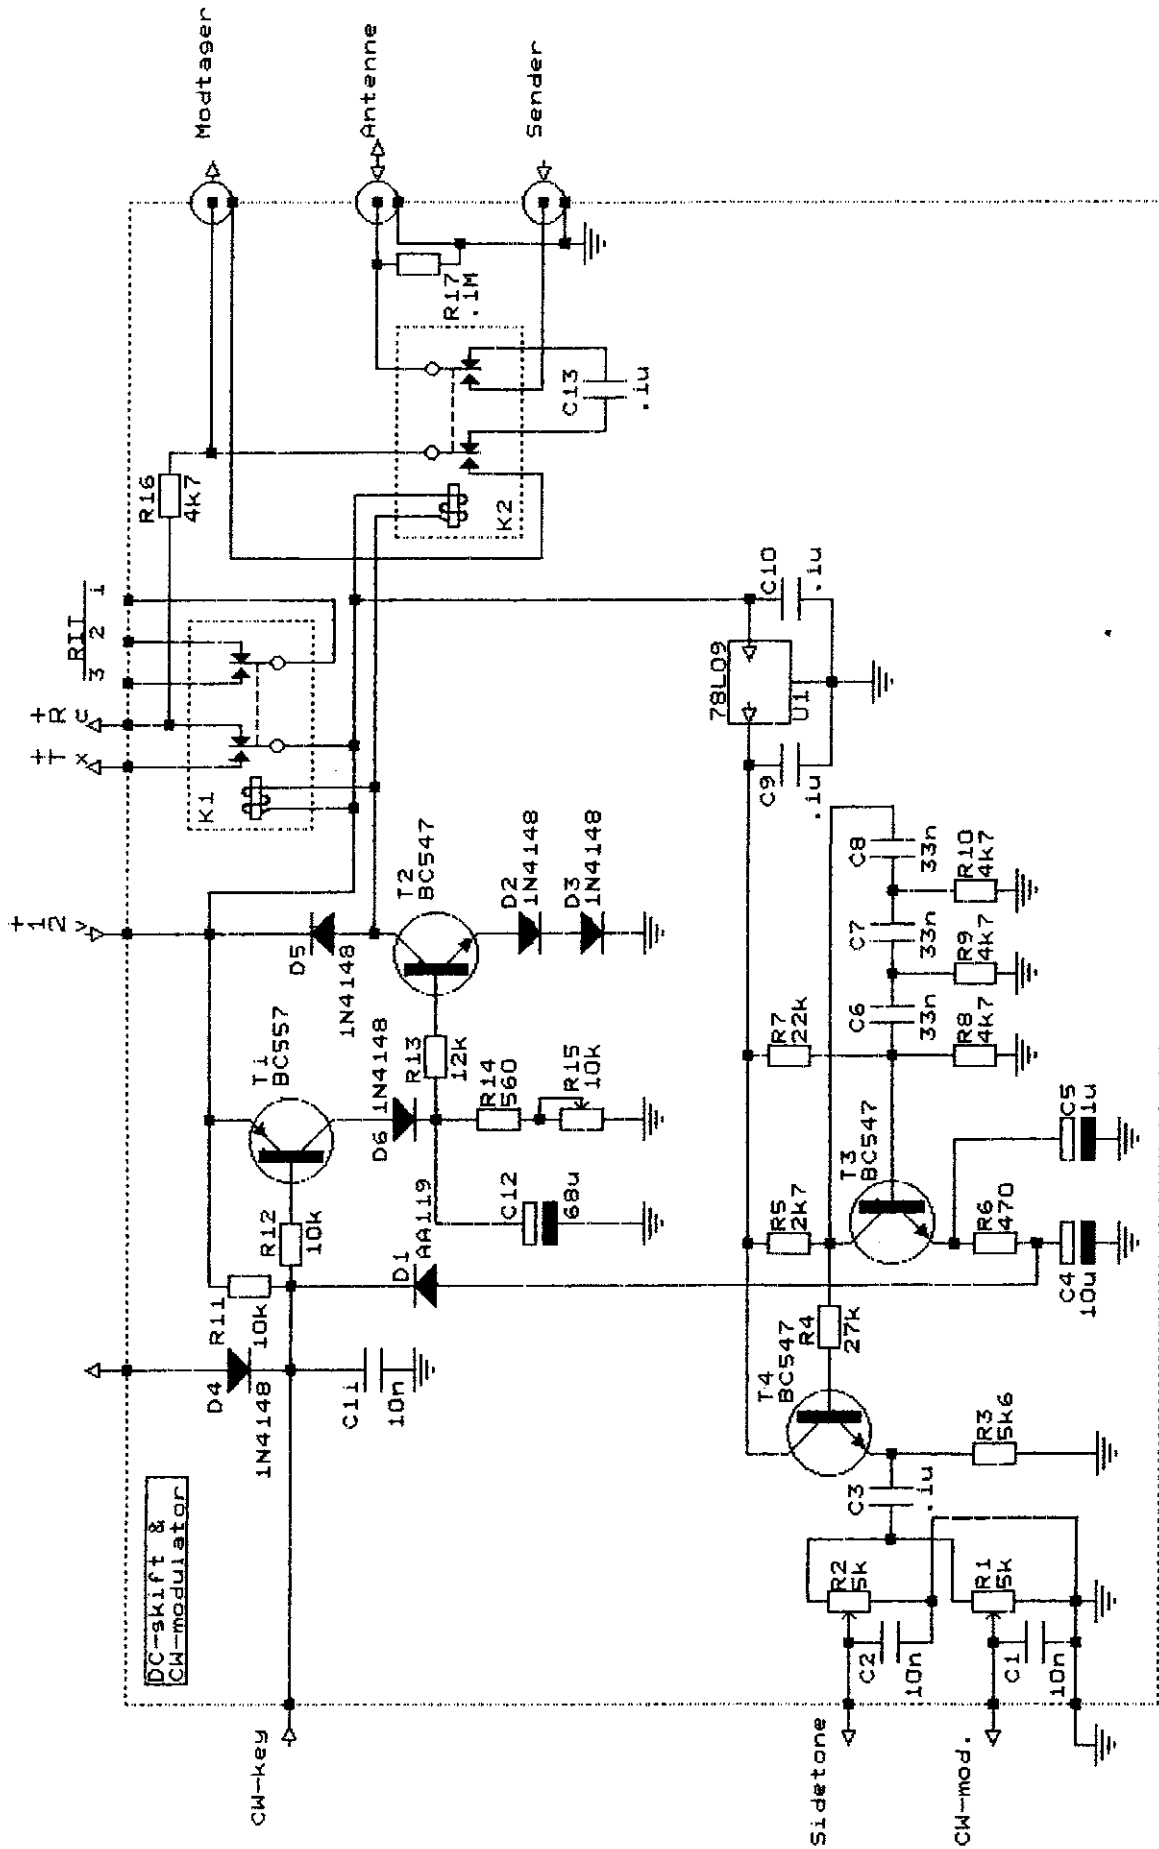 DC-skift &
CW-modulator
CW-key
Sidetone
CW-mod.
Modtager
Antenne
Sender
+12v
+Tx
+Rc
RIT
3
2
1
K1
K2
R16
4k7
R17
.1M
C13
.1u
D4
1N4148
R11
10k
R12
10k
C11
10n
T1
BC557
D5
1N4148
T2
BC547
D2
1N4148
D3
1N4148
D6 1N4148
R13
12k
R14
560
R15
10k
C12
68u
D1
AA119
78L09
U1
C9
.1u
C10
.1u
R7
22k
C6
33n
C7
33n
C8
33n
R8
4k7
R9
4k7
R10
4k7
R5
2k7
T3
BC547
R6
470
C4
10u
C5
1u
T4
BC547
R4
27k
C3
.1u
R3
5k6
R2
5k
R1
5k
C2
10n
C1
10n